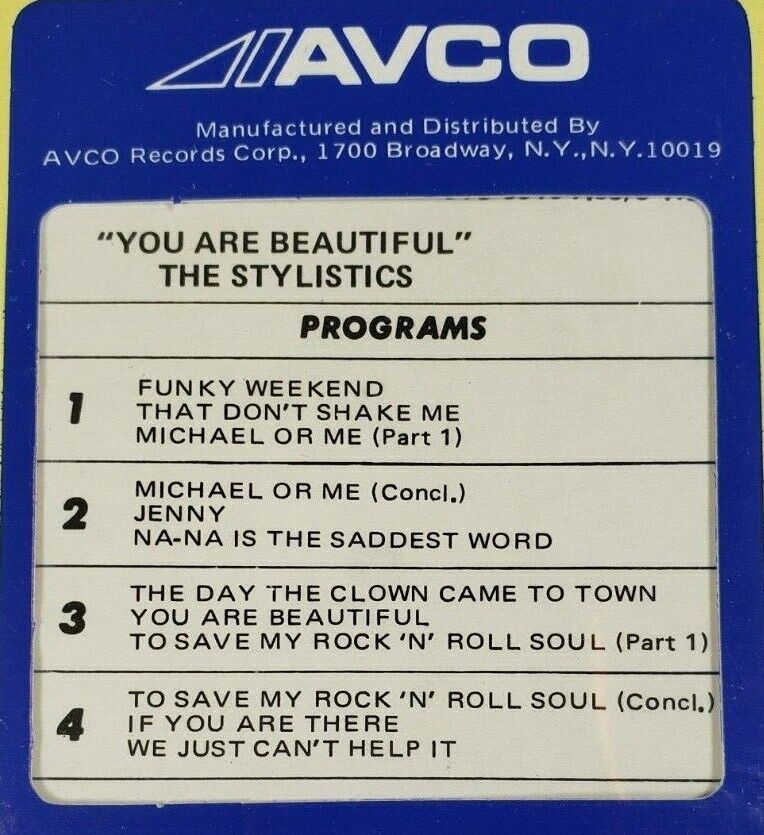 AVCO
Manufactured and Distributed By
AVCO Records Corp., 1700 Broadway, N.Y.,N.Y.10019
"YOU ARE BEAUTIFUL"
THE STYLISTICS
PROGRAMS
1
FUNKY WEEKEND
THAT DON'T SHAKE ME
MICHAEL OR ME (Part 1)
2
MICHAEL OR ME (Concl.)
JENNY
NA-NA IS THE SADDEST WORD
3
THE DAY THE CLOWN CAME TO TOWN
YOU ARE BEAUTIFUL
TO SAVE MY ROCK 'N' ROLL SOUL (Part 1)
4
TO SAVE MY ROCK 'N' ROLL SOUL (Concl.)
IF YOU ARE THERE
WE JUST CAN'T HELP IT